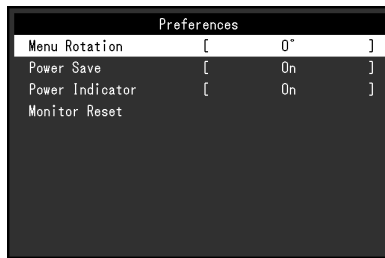 Preferences
Menu Rotation [ 0° ]
Power Save [ On ]
Power Indicator [ On ]
Monitor Reset